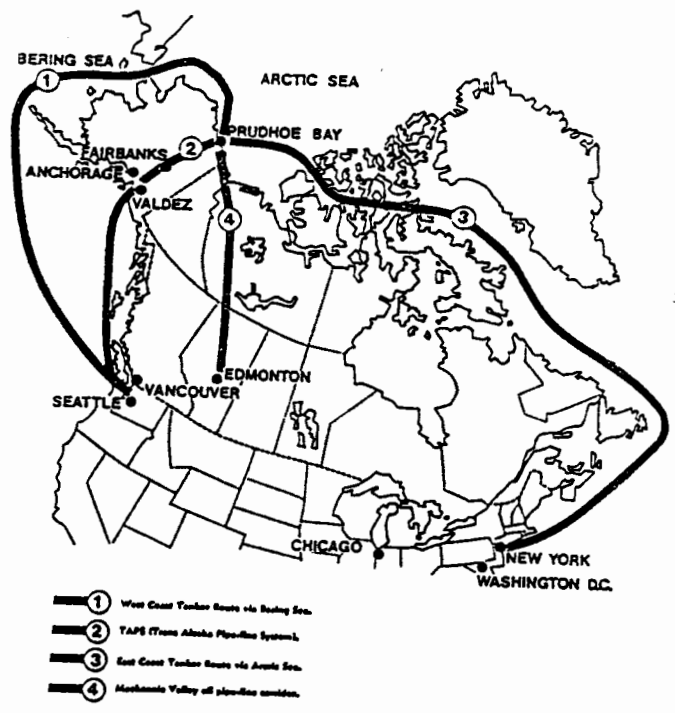 BERING SEA
1
ARCTIC SEA
PRUDHOE BAY
2
FAIRBANKS
ANCHORAGE
VALDEZ
4
3
EDMONTON
VANCOUVER
SEATTLE
CHICAGO
NEW YORK
WASHINGTON D.C.
1 West Coast Tanker Route via Bering Sea.
2 TAPS (Trans Alaska Pipe-line System).
3 East Coast Tanker Route via Arctic Sea.
4 Mackenzie Valley oil pipe-line corridor.